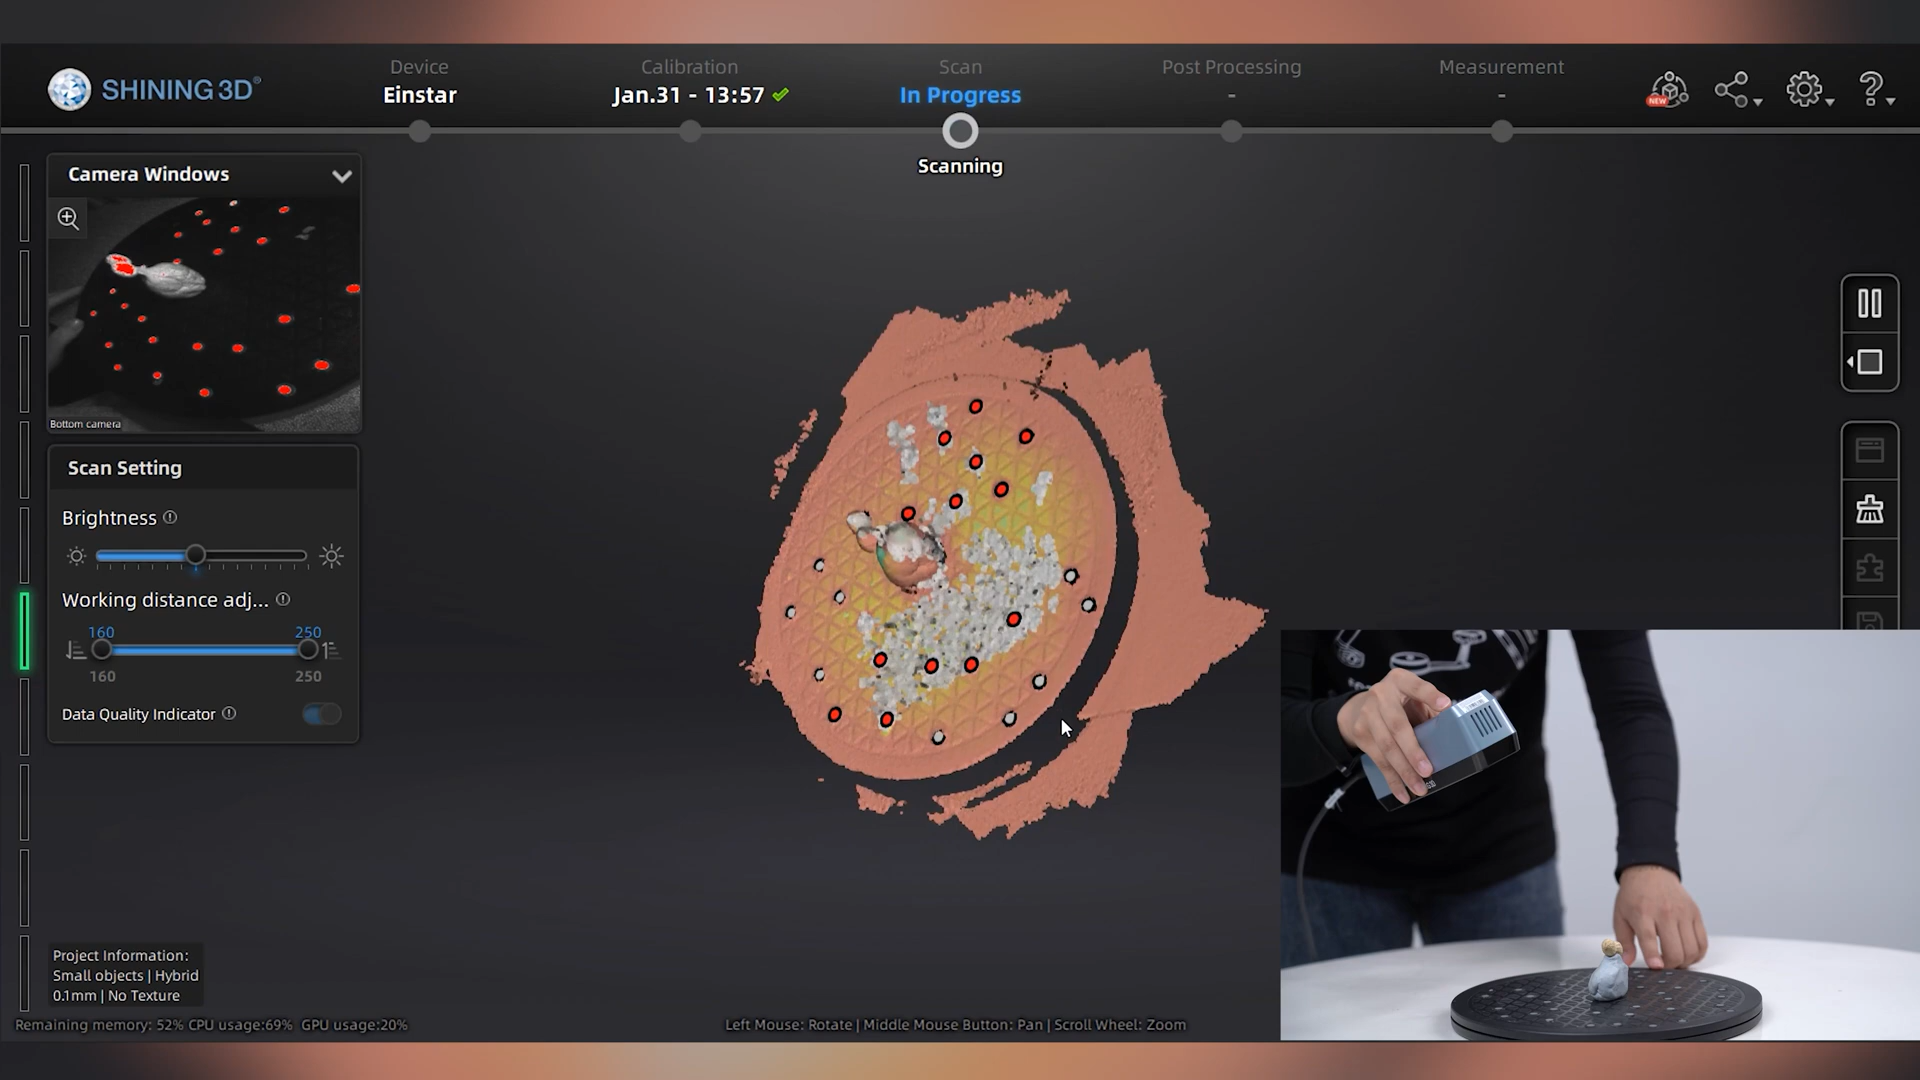 SHINING 3D®
Device
Einstar
Calibration
Jan.31 - 13:57
Scan
In Progress
Scanning
Post Processing
-
Measurement
-
NEW
Camera Windows
Bottom camera
Scan Setting
Brightness
Working distance adj...
160 250
160 250
Data Quality Indicator
Project Information:
Small objects | Hybrid
0.1mm | No Texture
Remaining memory: 52% CPU usage:69% GPU usage:20%
Left Mouse: Rotate | Middle Mouse Button: Pan | Scroll Wheel: Zoom